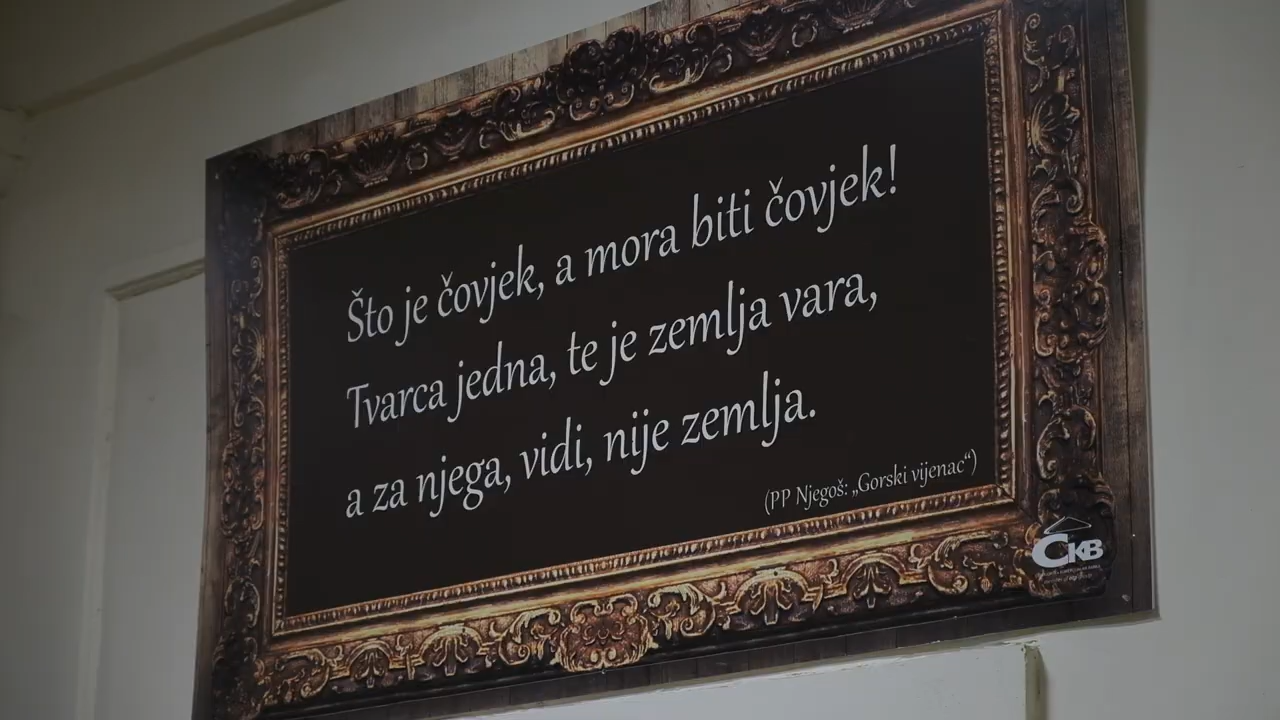 Što je čovjek, a mora biti čovjek!
Tvarca jedna, te je zemlja vara,
a za njega, vidi, nije zemlja.
(PP Njegoš: „Gorski vijenac“)
CKB